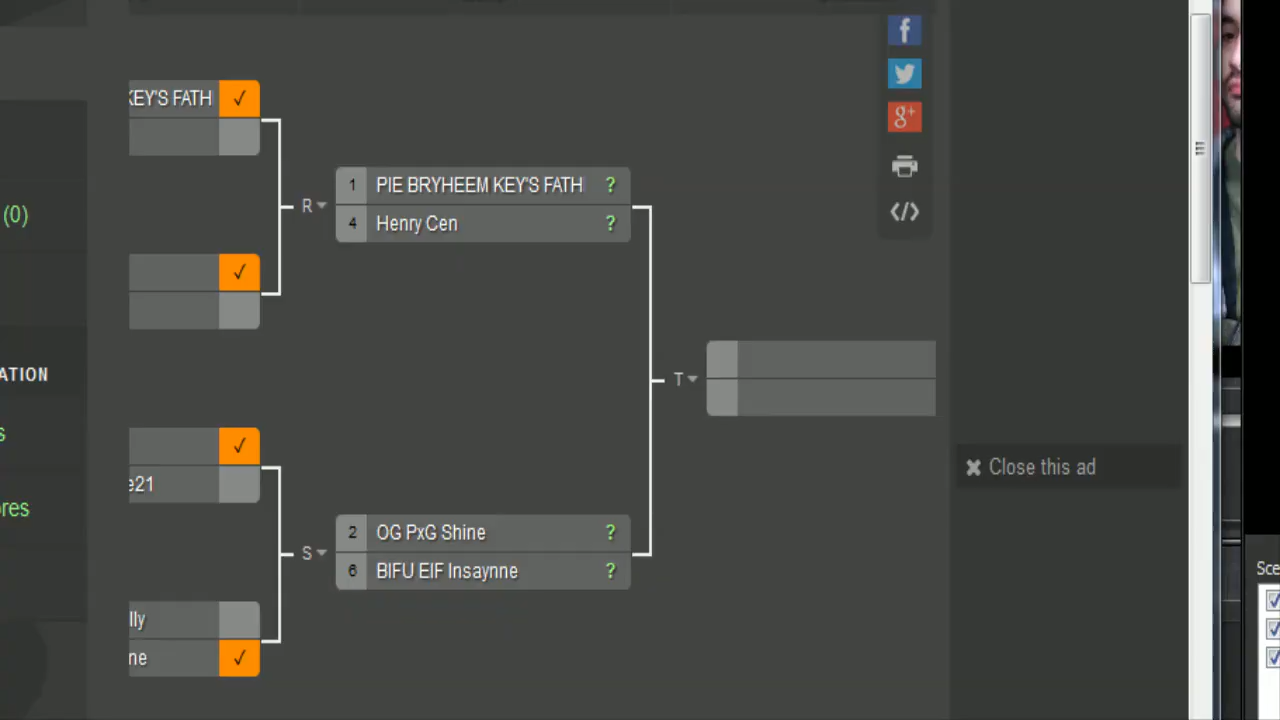 KEY'S FATH
R
1 PIE BRYHEEM KEY'S FATH ?
4 Henry Cen ?
(0)
ATION
T
e21
Close this ad
s
ores
S
2 OG PxG Shine ?
6 BIFU EIF Insaynne ?
lly
ne
Sce
f
g+